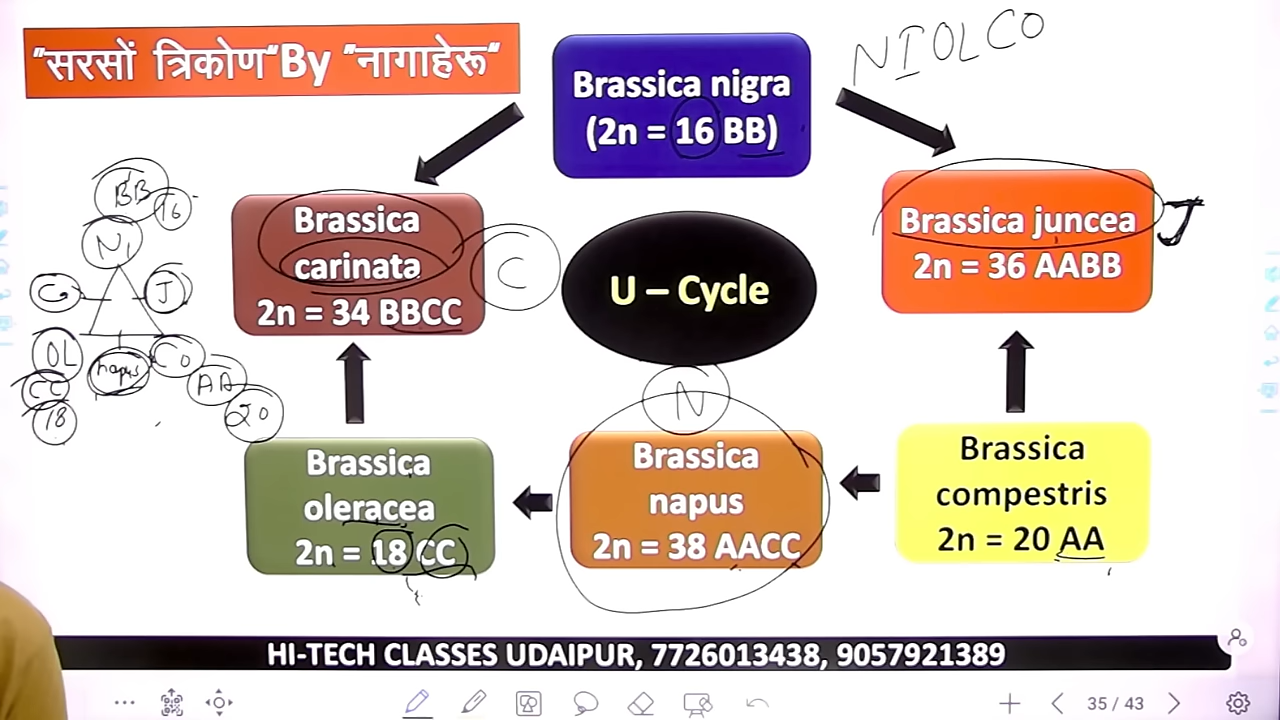 “सरसों त्रिकोण“By “नागाहेरू“
NIOLCO
Brassica nigra
(2n = 16 BB)
Brassica
carinata
2n = 34 BBCC
C
U – Cycle
Brassica juncea
2n = 36 AABB
J
BB
16
Ni
C
J
OL
napus
CO
CC
AA
18
20
N
Brassica
oleracea
2n = 18 CC
Brassica
napus
2n = 38 AACC
Brassica
compestris
2n = 20 AA
HI-TECH CLASSES UDAIPUR, 7726013438, 9057921389
35 / 43